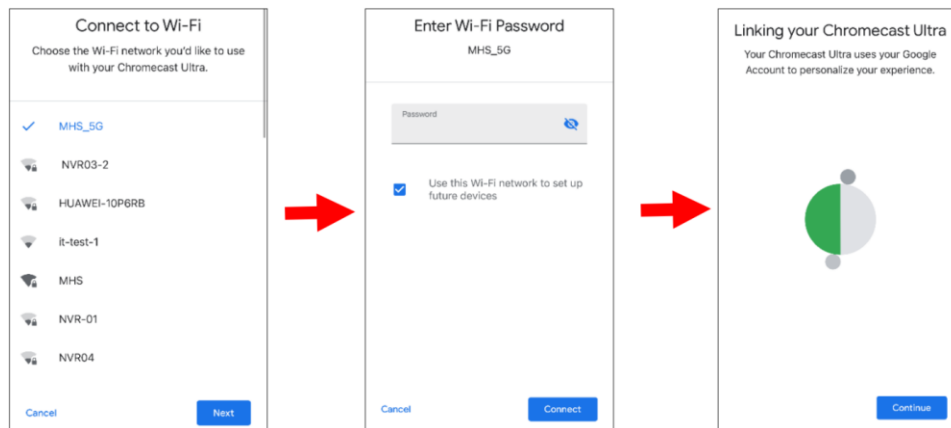 Connect to Wi-Fi
Choose the Wi-Fi network you'd like to use
with your Chromecast Ultra.
MHS_5G
NVR03-2
HUAWEI-10P6RB
it-test-1
MHS
NVR-01
NVR04
Cancel
Next
Enter Wi-Fi Password
MHS_5G
Password
Use this Wi-Fi network to set up
future devices
Cancel
Connect
Linking your Chromecast Ultra
Your Chromecast Ultra uses your Google
Account to personalize your experience.
Continue